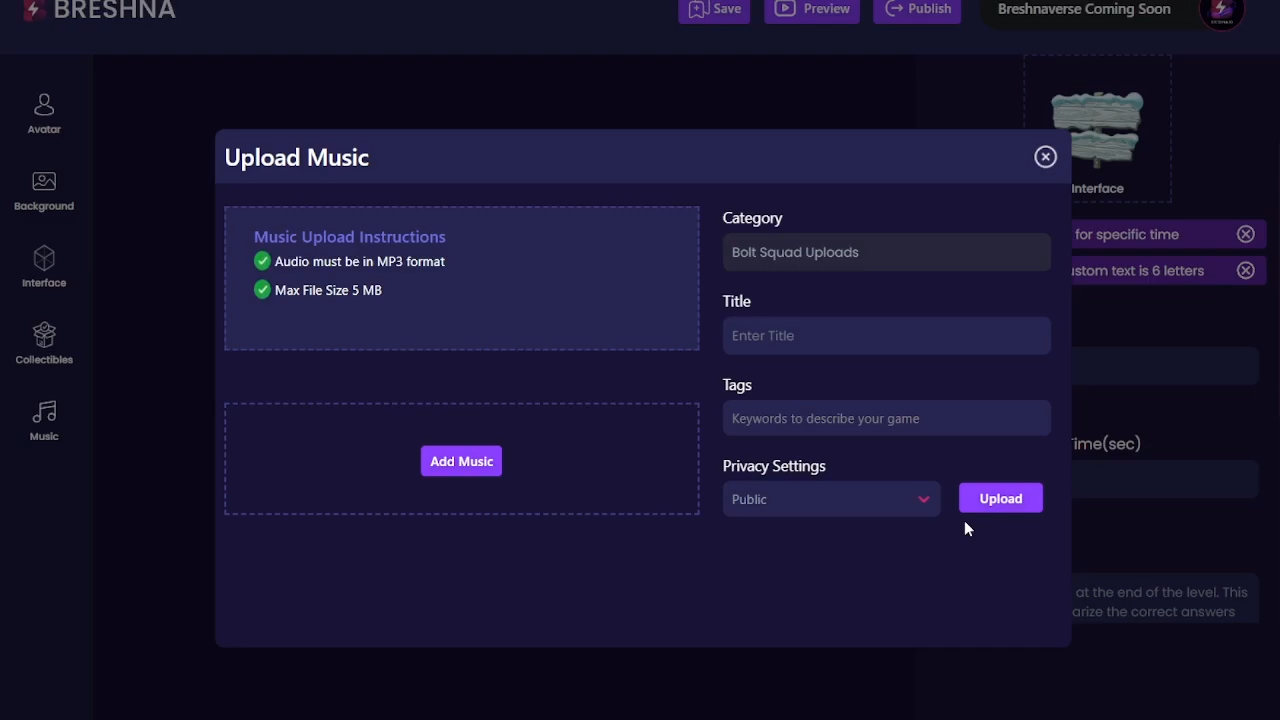 BRESHNA
Save
Preview
Publish
Breshnaverse Coming Soon
Avatar
Background
Interface
Collectibles
Music
Upload Music
Music Upload Instructions
Audio must be in MP3 format
Max File Size 5 MB
Add Music
Category
Bolt Squad Uploads
Title
Enter Title
Tags
Keywords to describe your game
Privacy Settings
Public
Upload
Interface
for specific time
text is 6 letters
(sec)
at the end of the level. This
the correct answers